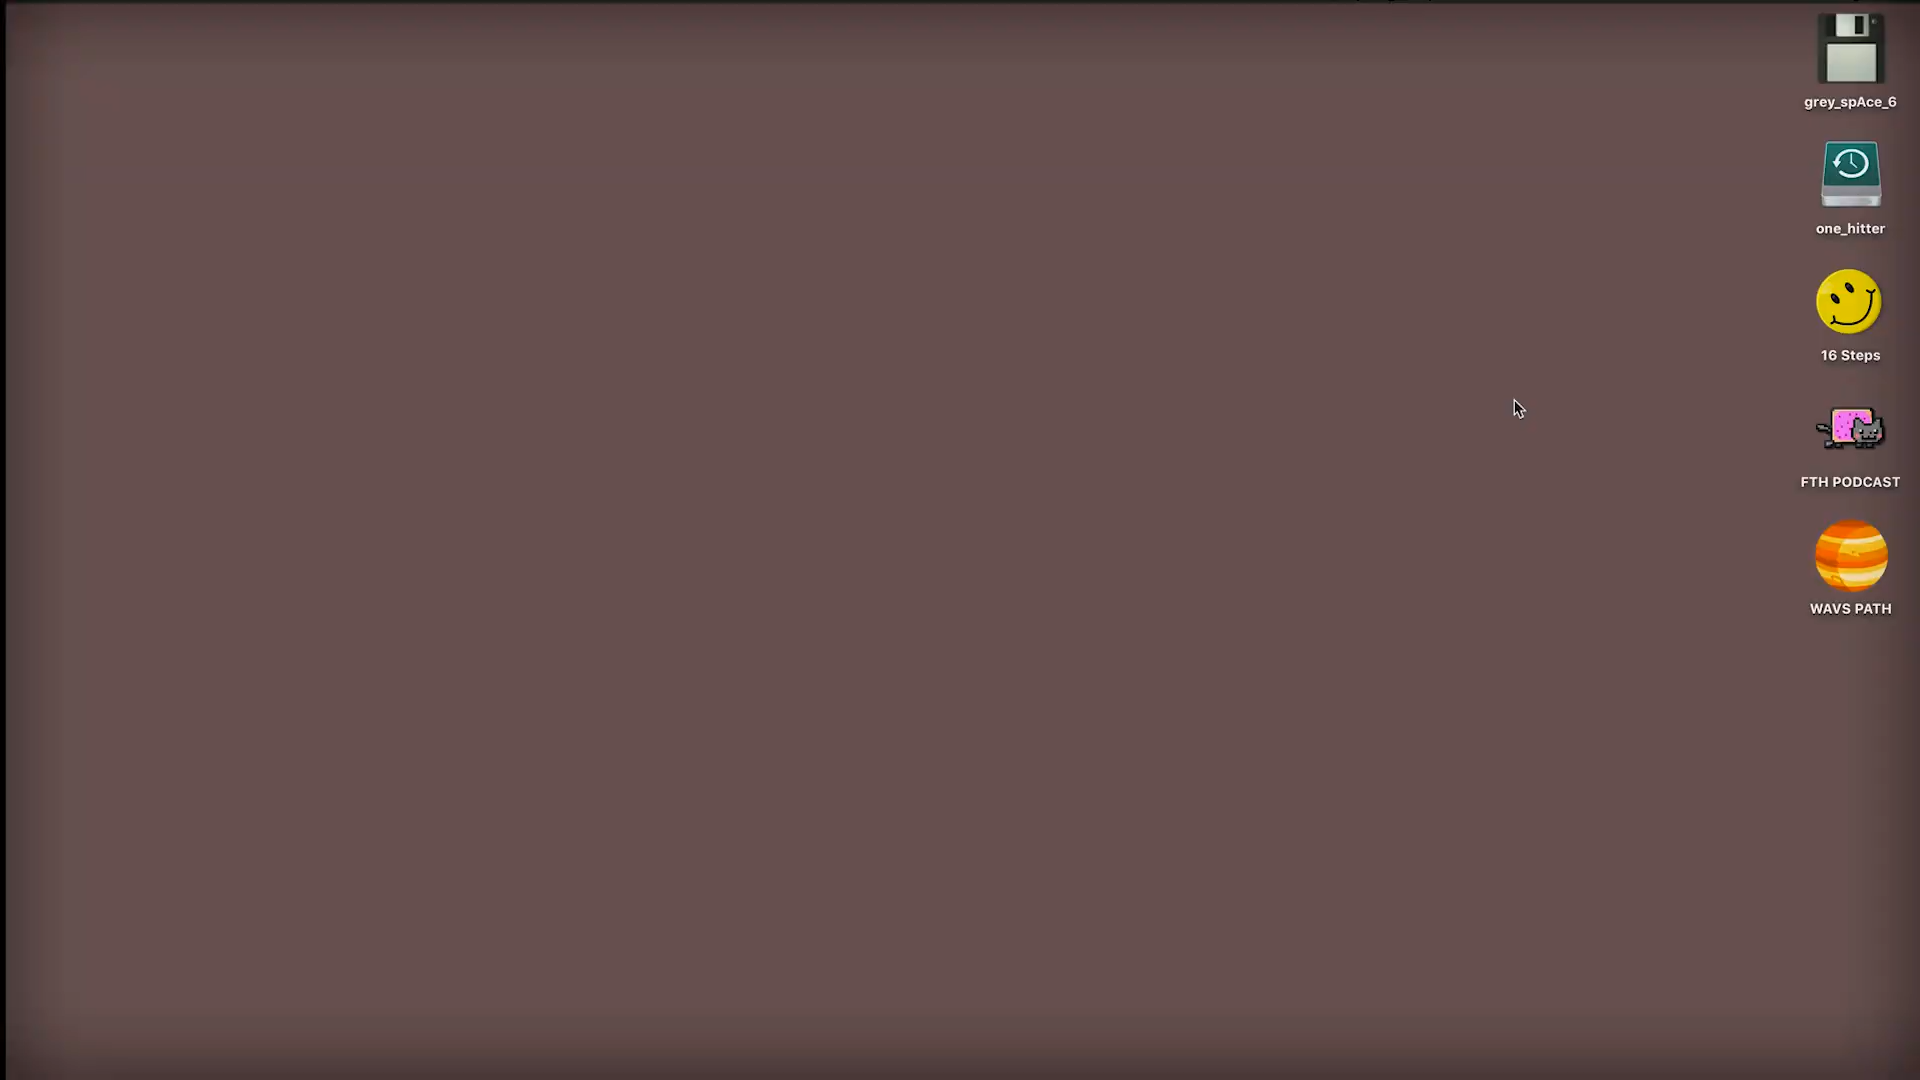 grey_spAce_6
one_hitter
16 Steps
FTH PODCAST
WAVS PATH